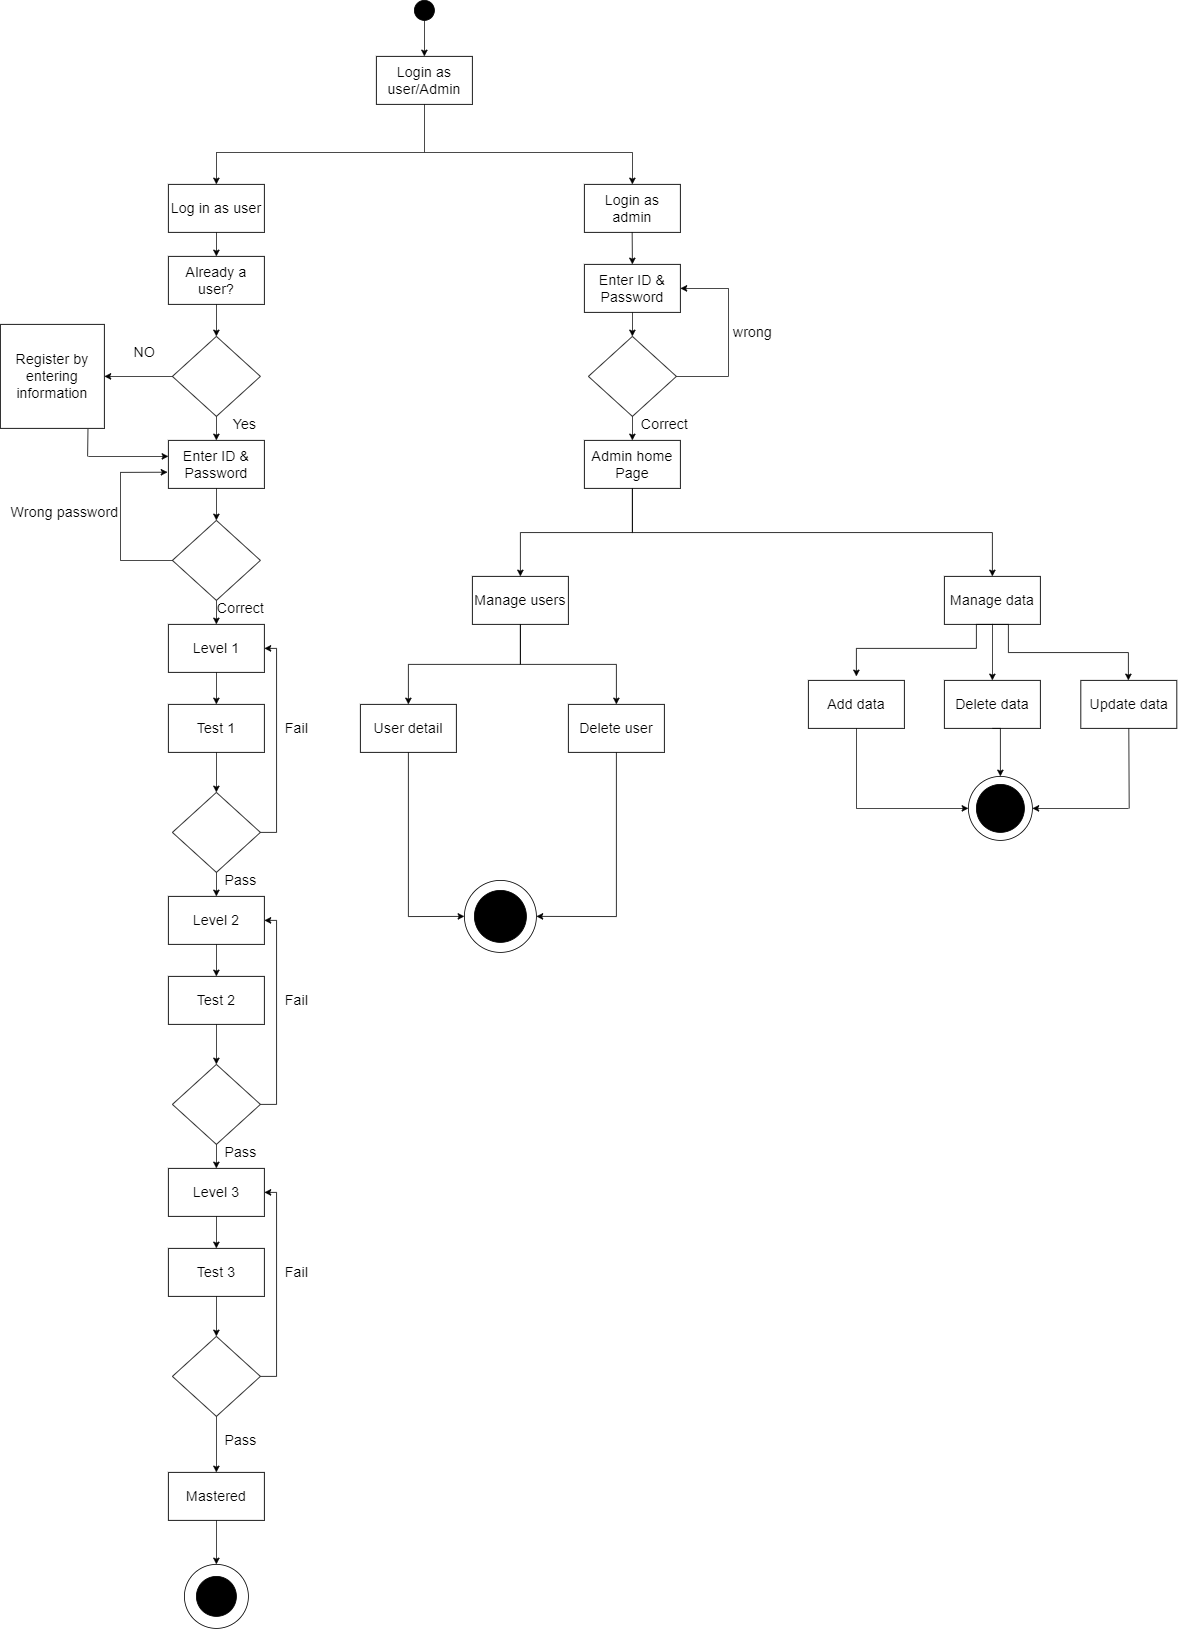 Login as
user/Admin
Log in as user
Login as
admin
Already a
user?
Enter ID &
Password
wrong
NO
Register by
entering
information
Yes
Correct
Enter ID &
Password
Admin home
Page
Wrong password
Correct
Manage users
Manage data
Level 1
Test 1
Fail
User detail
Delete user
Add data
Delete data
Update data
Pass
Level 2
Test 2
Fail
Pass
Level 3
Test 3
Fail
Pass
Mastered